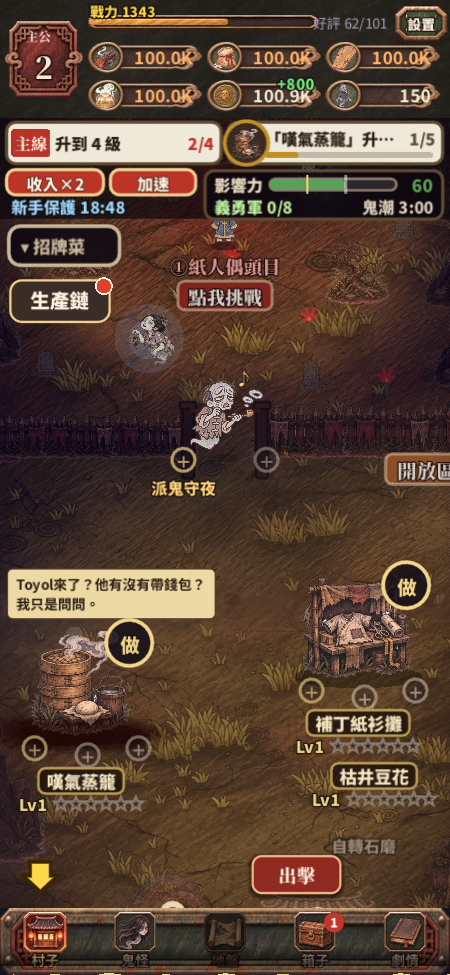 戰力 1343
好評 62/101
設置
主公
2
100.0K
100.0K
100.0K
+800
100.0K
100.9K
150
主線 升到 4 級 2/4
「嘆氣蒸籠」升… 1/5
收入×2
加速
影響力 60
新手保護 18:48
義勇軍 0/8
鬼潮 3:00
▾招牌菜
①紙人偶頭目
點我挑戰
生產鏈
派鬼守夜
開放區
Toyol來了？他有沒有帶錢包？
我只是問問。
做
做
補丁紙衫攤
Lv1
嘆氣蒸籠
Lv1
枯井豆花
Lv1
自轉石磨
出擊
1
村子
鬼怪
地盤
箱子
劇情